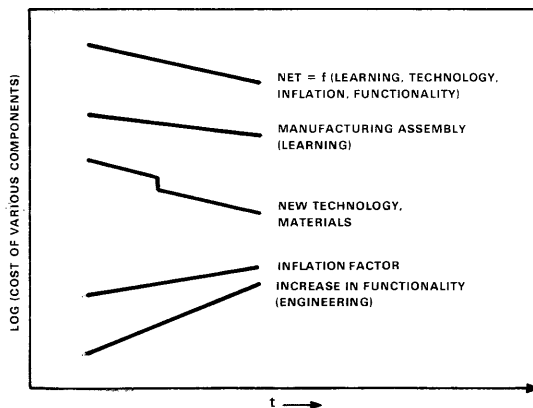 LOG (COST OF VARIOUS COMPONENTS)
NET = f (LEARNING, TECHNOLOGY,
INFLATION, FUNCTIONALITY)
MANUFACTURING ASSEMBLY
(LEARNING)
NEW TECHNOLOGY,
MATERIALS
INFLATION FACTOR
INCREASE IN FUNCTIONALITY
(ENGINEERING)
t